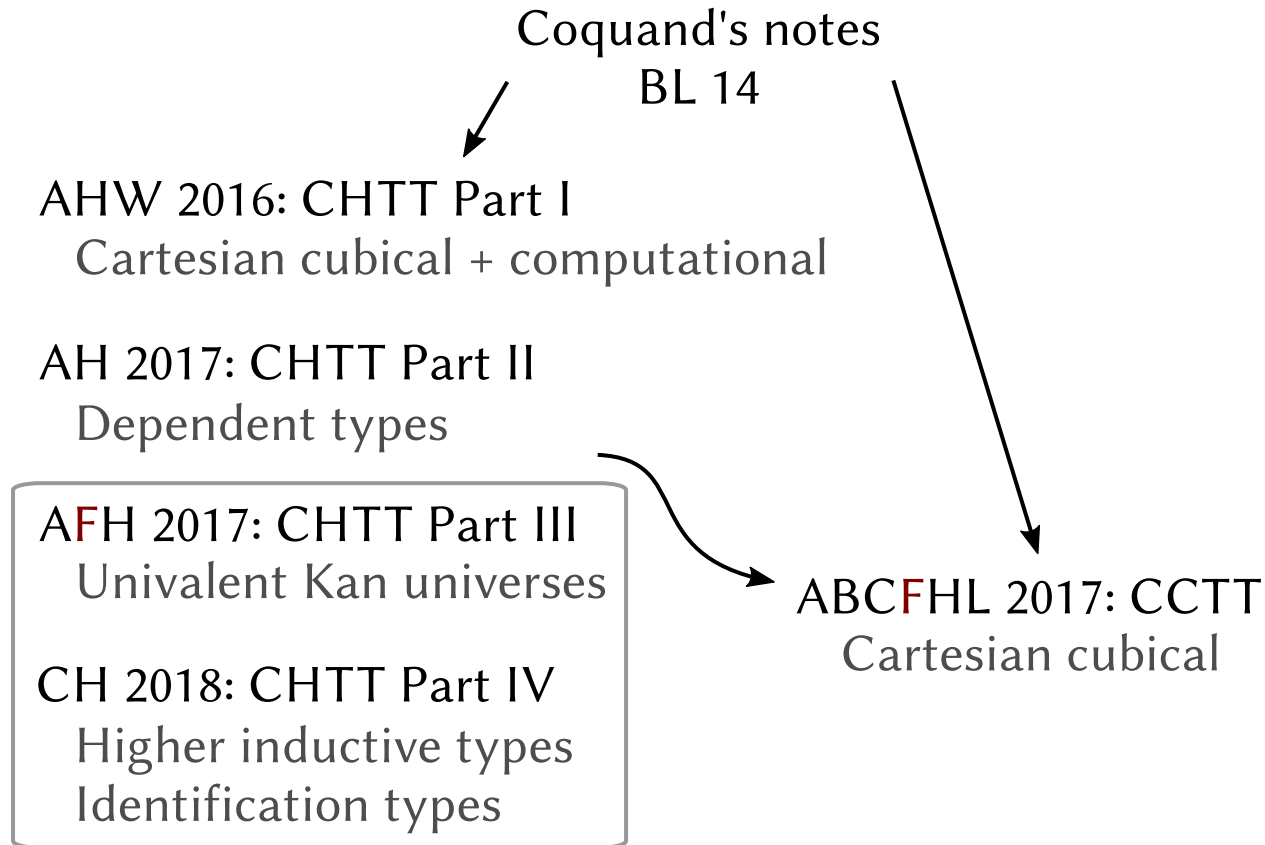 Coquand's notes
BL 14
AHW 2016: CHTT Part I
Cartesian cubical + computational
AH 2017: CHTT Part II
Dependent types
AFH 2017: CHTT Part III
Univalent Kan universes
CH 2018: CHTT Part IV
Higher inductive types
Identification types
ABCFHL 2017: CCTT
Cartesian cubical